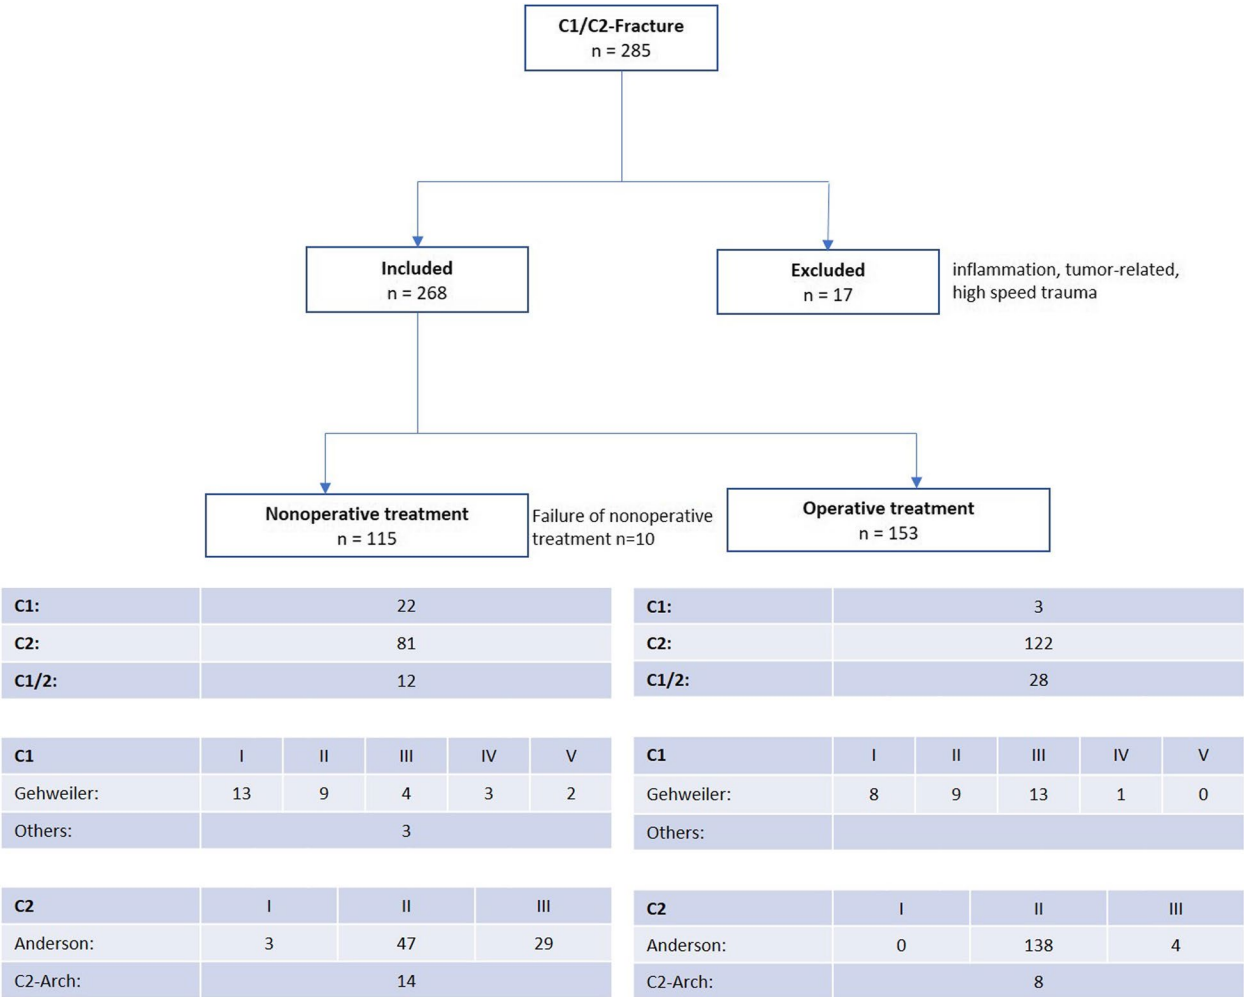 C1/C2-Fracture
n = 285
Included
n = 268
Excluded
n = 17
inflammation, tumor-related,
high speed trauma
Nonoperative treatment
n = 115
Failure of nonoperative
treatment n=10
Operative treatment
n = 153
C1: 22
C2: 81
C1/2: 12
C1 I II III IV V
Gehweiler: 13 9 4 3 2
Others: 3
C2 I II III
Anderson: 3 47 29
C2-Arch: 14
C1: 3
C2: 122
C1/2: 28
C1 I II III IV V
Gehweiler: 8 9 13 1 0
Others:
C2 I II III
Anderson: 0 138 4
C2-Arch: 8